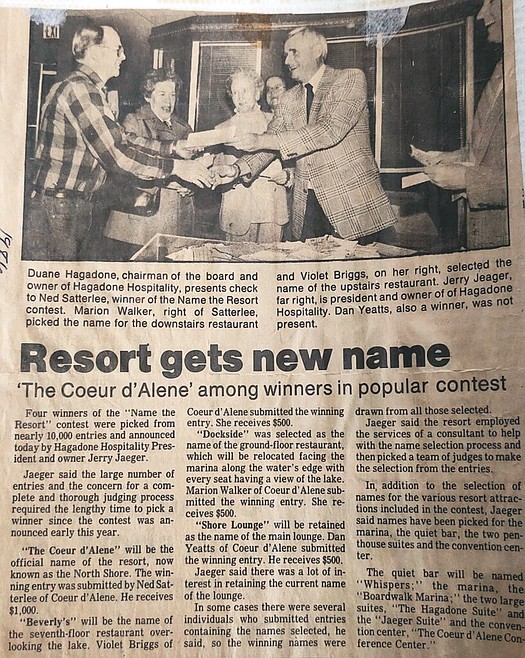 1986
Duane Hagadone, chairman of the board and
owner of Hagadone Hospitality, presents check
to Ned Satterlee, winner of the Name the Resort
contest. Marion Walker, right of Satterlee,
picked the name for the downstairs restaurant
and Violet Briggs, on her right, selected the
name of the upstairs restaurant. Jerry Jeager,
far right, is president and owner of of Hagadone
Hospitality. Dan Yeatts, also a winner, was not
present.
Resort gets new name
'The Coeur d'Alene' among winners in popular contest
Four winners of the "Name the
Resort" contest were picked from
nearly 10,000 entries and announced
today by Hagadone Hospitality Pres-
ident and owner Jerry Jaeger.
Jaeger said the large number of
entries and the concern for a com-
plete and thorough judging process
required the lengthy time to pick a
winner since the contest was an-
nounced early this year.
"The Coeur d'Alene" will be the
official name of the resort, now
known as the North Shore. The win-
ning entry was submitted by Ned Sat-
terlee of Coeur d'Alene. He receives
$1,000.
"Beverly's" will be the name of
the seventh-floor restaurant over-
looking the lake. Violet Briggs of
Coeur d'Alene submitted the winning
entry. She receives $500.
"Dockside" was selected as the
name of the ground-floor restaurant,
which will be relocated facing the
marina along the water's edge with
every seat having a view of the lake.
Marion Walker of Coeur d'Alene sub-
mitted the winning entry. She re-
ceives $500.
"Shore Lounge" will be retained
as the name of the main lounge. Dan
Yeatts of Coeur d'Alene submitted
the winning entry. He receives $500.
Jaeger said there was a lot of in-
terest in retaining the current name
of the lounge.
In some cases there were several
individuals who submitted entries
containing the names selected, he
said, so the winning names were
drawn from all those selected.
Jaeger said the resort employed
the services of a consultant to help
with the name selection process and
then picked a team of judges to make
the selection from the entries.
In addition to the selection of
names for the various resort attrac-
tions included in the contest, Jaeger
said names have been picked for the
marina, the quiet bar, the two pen-
thouse suites and the convention cen-
ter.
The quiet bar will be named
"Whispers;" the marina, the
"Boardwalk Marina;" the two large
suites, "The Hagadone Suite" and
the "Jaeger Suite" and the conven-
tion center, "The Coeur d'Alene Con-
ference Center."